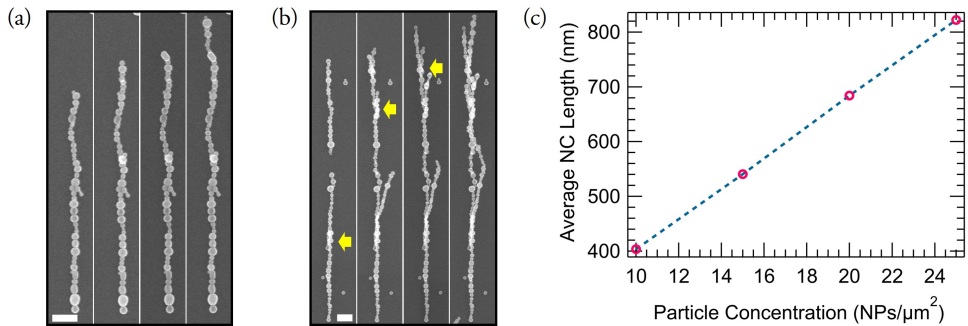 (a)
(b)
(c)
Average NC Length (nm)
800
700
600
500
400
10
12
14
16
18
20
22
24
Particle Concentration (NPs/μm²)